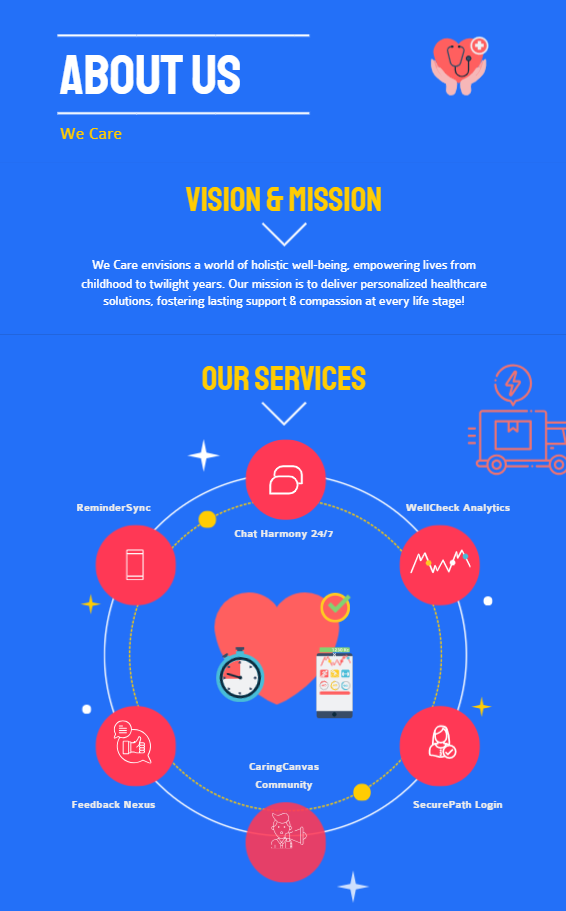 ABOUT US
We Care
VISION & MISSION
We Care envisions a world of holistic well-being, empowering lives from
childhood to twilight years. Our mission is to deliver personalized healthcare
solutions, fostering lasting support & compassion at every life stage!
OUR SERVICES
ReminderSync
WellCheck Analytics
Chat Harmony 24/7
CaringCanvas
Community
Feedback Nexus
SecurePath Login